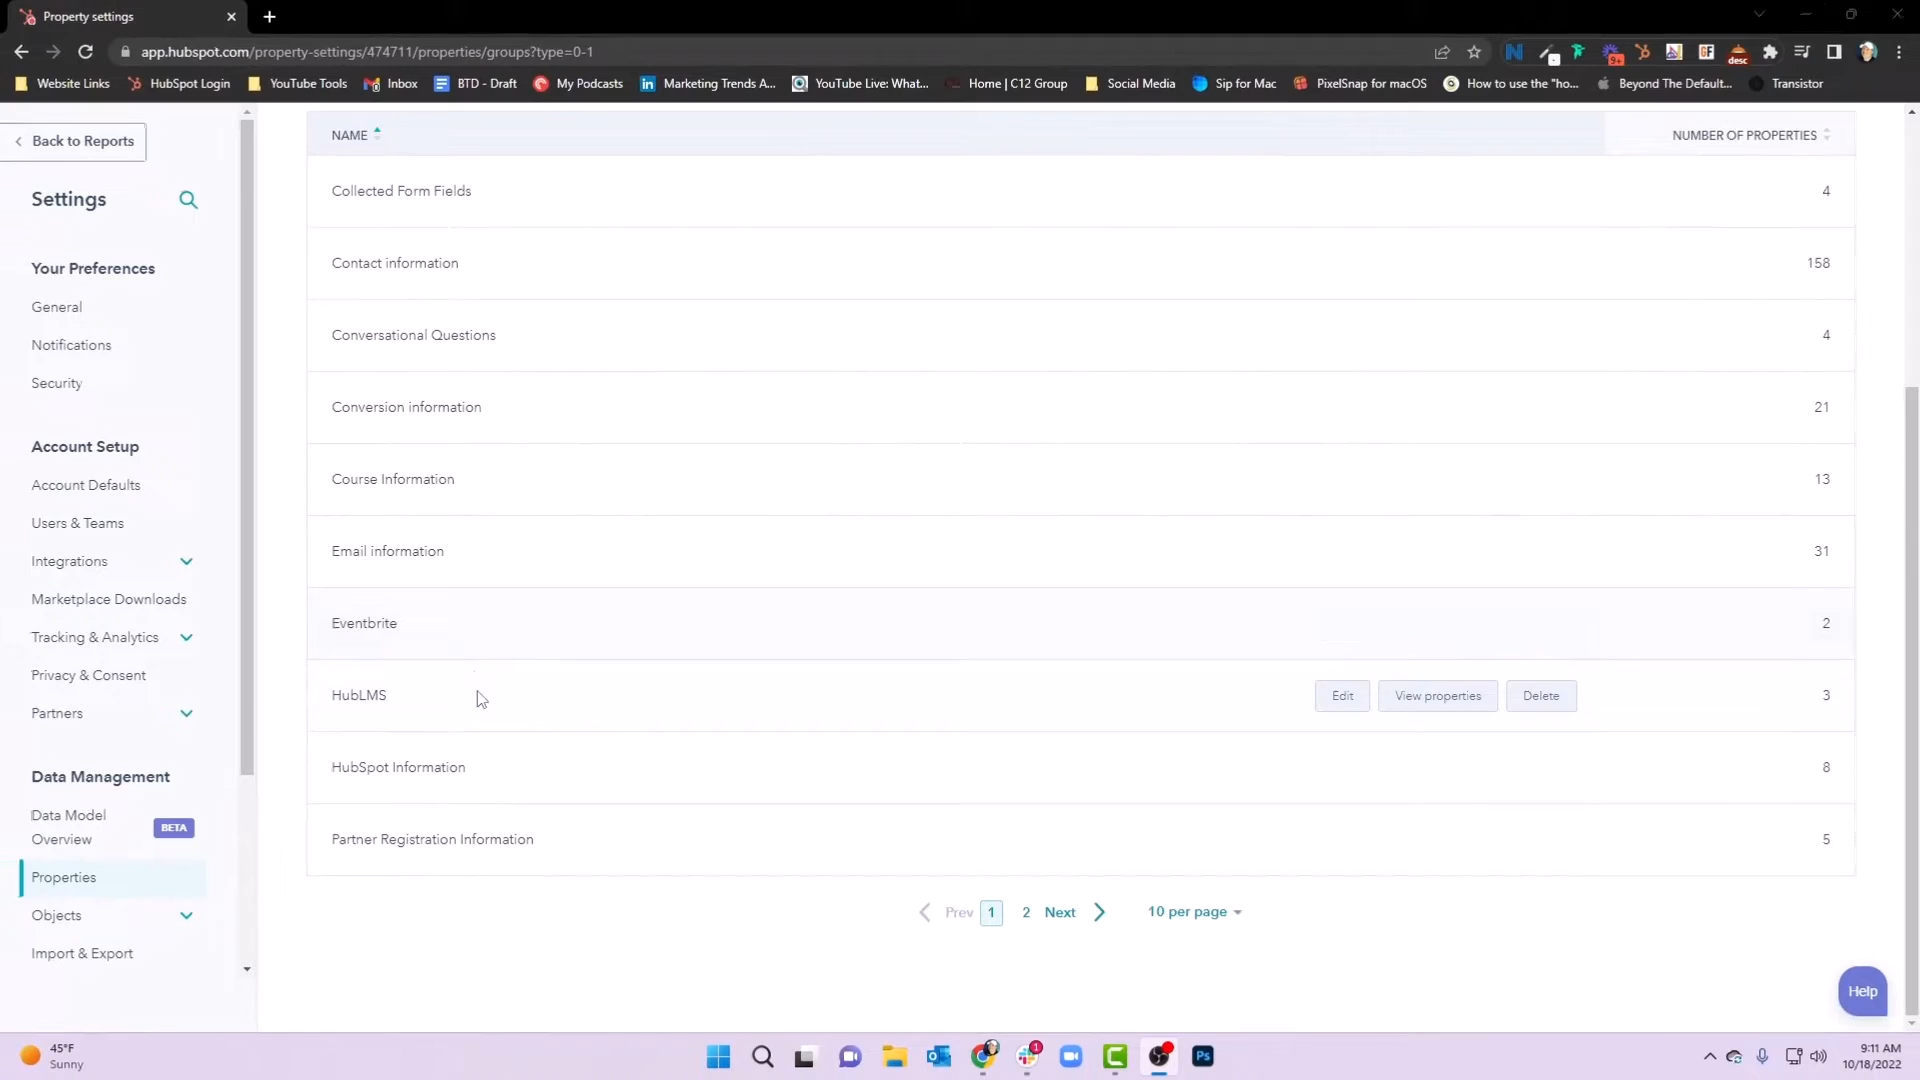 Property settings
app.hubspot.com/property-settings/474711/properties/groups?type=0-1
9+
desc
Website Links
HubSpot Login
YouTube Tools
Inbox
BTD - Draft
My Podcasts
Marketing Trends A...
YouTube Live: What...
Home | C12 Group
Social Media
Sip for Mac
PixelSnap for macOS
How to use the "ho...
Beyond The Default...
Transistor
Back to Reports
Settings
Your Preferences
General
Notifications
Security
Account Setup
Account Defaults
Users & Teams
Integrations
Marketplace Downloads
Tracking & Analytics
Privacy & Consent
Partners
Data Management
Data Model
Overview
BETA
Properties
Objects
Import & Export
NAME
NUMBER OF PROPERTIES
Collected Form Fields 4
Contact information 158
Conversational Questions 4
Conversion information 21
Course Information 13
Email information 31
Eventbrite 2
HubLMS Edit View properties Delete 3
HubSpot Information 8
Partner Registration Information 5
Prev 1 2 Next 10 per page
Help
45°F
Sunny
1
Ps
9:11 AM
10/18/2022